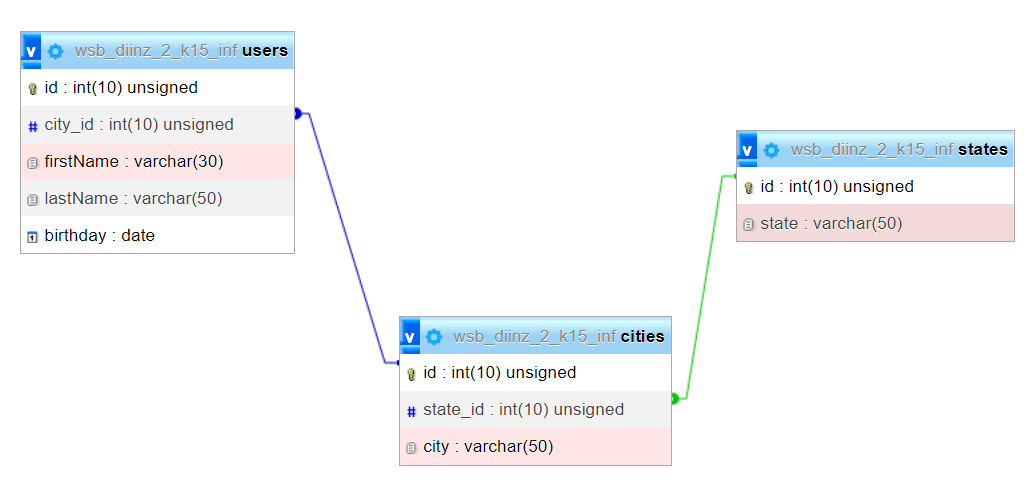 v wsb_diinz_2_k15_inf users
id : int(10) unsigned
# city_id : int(10) unsigned
firstName : varchar(30)
lastName : varchar(50)
birthday : date
v wsb_diinz_2_k15_inf states
id : int(10) unsigned
state : varchar(50)
v wsb_diinz_2_k15_inf cities
id : int(10) unsigned
# state_id : int(10) unsigned
city : varchar(50)